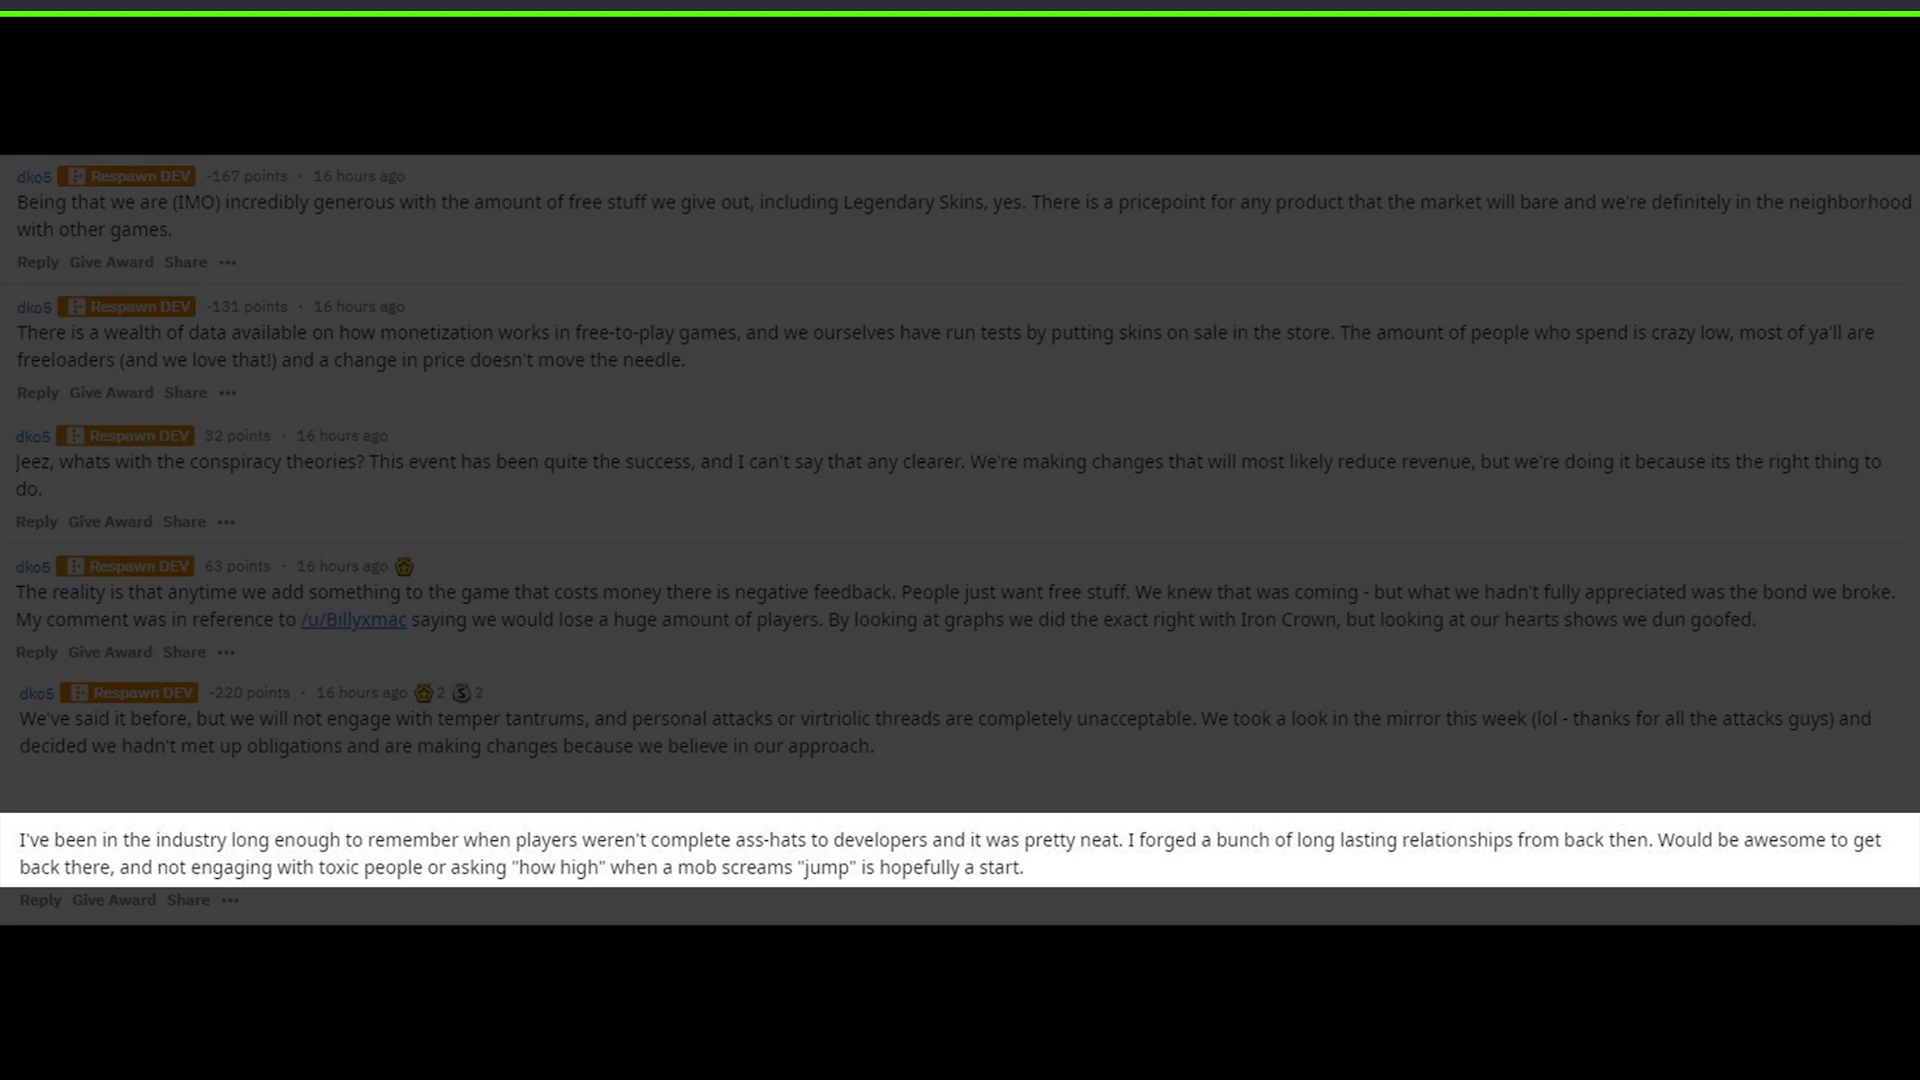 dko5 Respawn DEV -167 points · 16 hours ago
Being that we are (IMO) incredibly generous with the amount of free stuff we give out, including Legendary Skins, yes. There is a pricepoint for any product that the market will bare and we're definitely in the neighborhood
with other games.
Reply Give Award Share •••
dko5 Respawn DEV -131 points · 16 hours ago
There is a wealth of data available on how monetization works in free-to-play games, and we ourselves have run tests by putting skins on sale in the store. The amount of people who spend is crazy low, most of ya'll are
freeloaders (and we love that!) and a change in price doesn't move the needle.
Reply Give Award Share •••
dko5 Respawn DEV 32 points · 16 hours ago
Jeez, whats with the conspiracy theories? This event has been quite the success, and I can't say that any clearer. We're making changes that will most likely reduce revenue, but we're doing it because its the right thing to
do.
Reply Give Award Share •••
dko5 Respawn DEV 63 points · 16 hours ago
The reality is that anytime we add something to the game that costs money there is negative feedback. People just want free stuff. We knew that was coming - but what we hadn't fully appreciated was the bond we broke.
My comment was in reference to /u/Billyxmac saying we would lose a huge amount of players. By looking at graphs we did the exact right with Iron Crown, but looking at our hearts shows we dun goofed.
Reply Give Award Share •••
dko5 Respawn DEV -220 points · 16 hours ago 2 S 2
We've said it before, but we will not engage with temper tantrums, and personal attacks or virtriolic threads are completely unacceptable. We took a look in the mirror this week (lol - thanks for all the attacks guys) and
decided we hadn't met up obligations and are making changes because we believe in our approach.
I've been in the industry long enough to remember when players weren't complete ass-hats to developers and it was pretty neat. I forged a bunch of long lasting relationships from back then. Would be awesome to get
back there, and not engaging with toxic people or asking "how high" when a mob screams "jump" is hopefully a start.
Reply Give Award Share •••